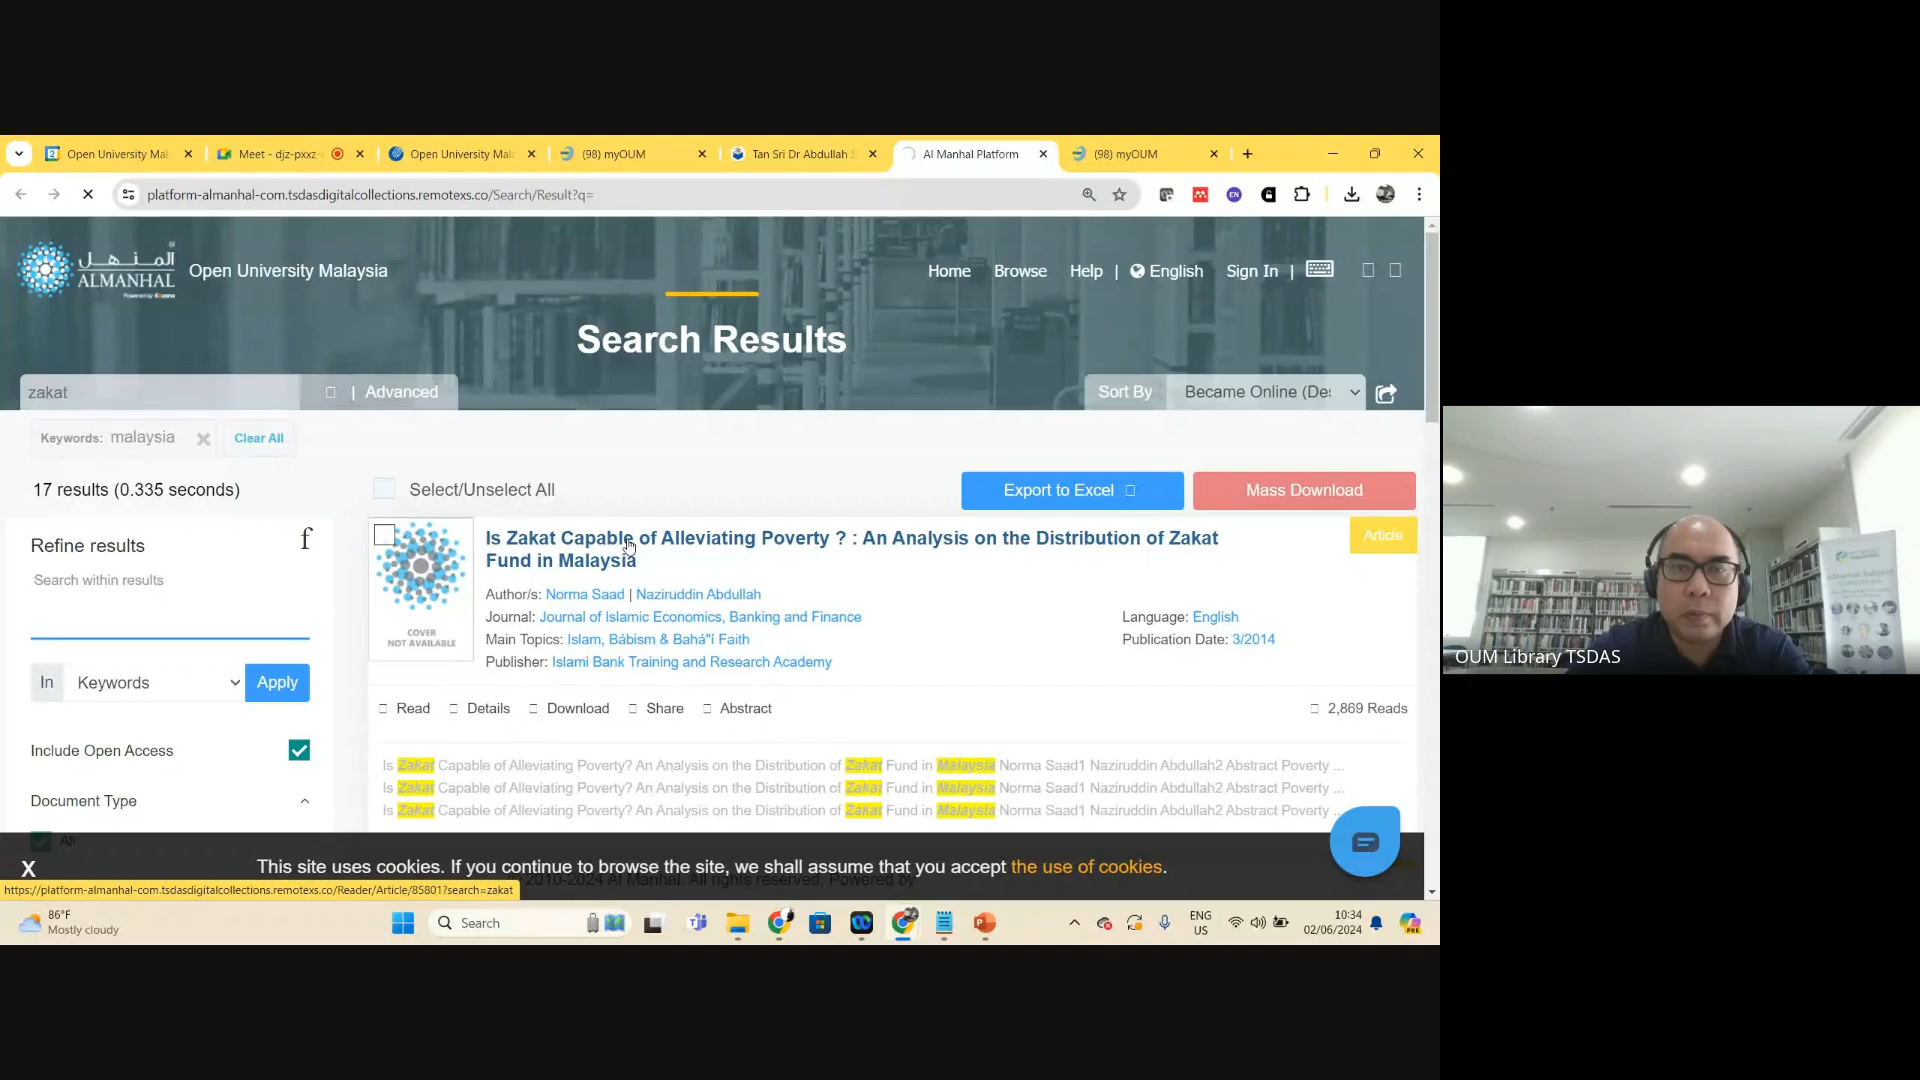 Open University Mal
Meet - djz-pxxz-
Open University Mal
(98) myOUM
Tan Sri Dr Abdullah S
Al Manhal Platform
(98) myOUM
platform-almanhal-com.tsdasdigitalcollections.remotexs.co/Search/Result?q=
EN
المنهل
ALMANHAL
Open University Malaysia
Home Browse Help | English Sign In |
Search Results
zakat | Advanced
Sort By Became Online (De
Keywords: malaysia Clear All
17 results (0.335 seconds)
Select/Unselect All
Export to Excel
Mass Download
Refine results
f
Search within results
In Keywords Apply
Include Open Access
Document Type
All
COVER
NOT AVAILABLE
Is Zakat Capable of Alleviating Poverty ? : An Analysis on the Distribution of Zakat
Fund in Malaysia
Article
Author/s: Norma Saad | Naziruddin Abdullah
Journal: Journal of Islamic Economics, Banking and Finance
Language: English
Main Topics: Islam, Bábism & Bahá"í Faith
Publication Date: 3/2014
Publisher: Islami Bank Training and Research Academy
Read Details Download Share Abstract
2,869 Reads
Is Zakat Capable of Alleviating Poverty? An Analysis on the Distribution of Zakat Fund in Malaysia Norma Saad1 Naziruddin Abdullah2 Abstract Poverty ...
Is Zakat Capable of Alleviating Poverty? An Analysis on the Distribution of Zakat Fund in Malaysia Norma Saad1 Naziruddin Abdullah2 Abstract Poverty ...
Is Zakat Capable of Alleviating Poverty? An Analysis on the Distribution of Zakat Fund in Malaysia Norma Saad1 Naziruddin Abdullah2 Abstract Poverty ...
X
This site uses cookies. If you continue to browse the site, we shall assume that you accept the use of cookies.
2010-2024 Al Manhal. All rights reserved. Powered by
https://platform-almanhal-com.tsdasdigitalcollections.remotexs.co/Reader/Article/85801?search=zakat
86°F
Mostly cloudy
Search
ENG
US
10:34
02/06/2024
PRE
OUM Library TSDAS